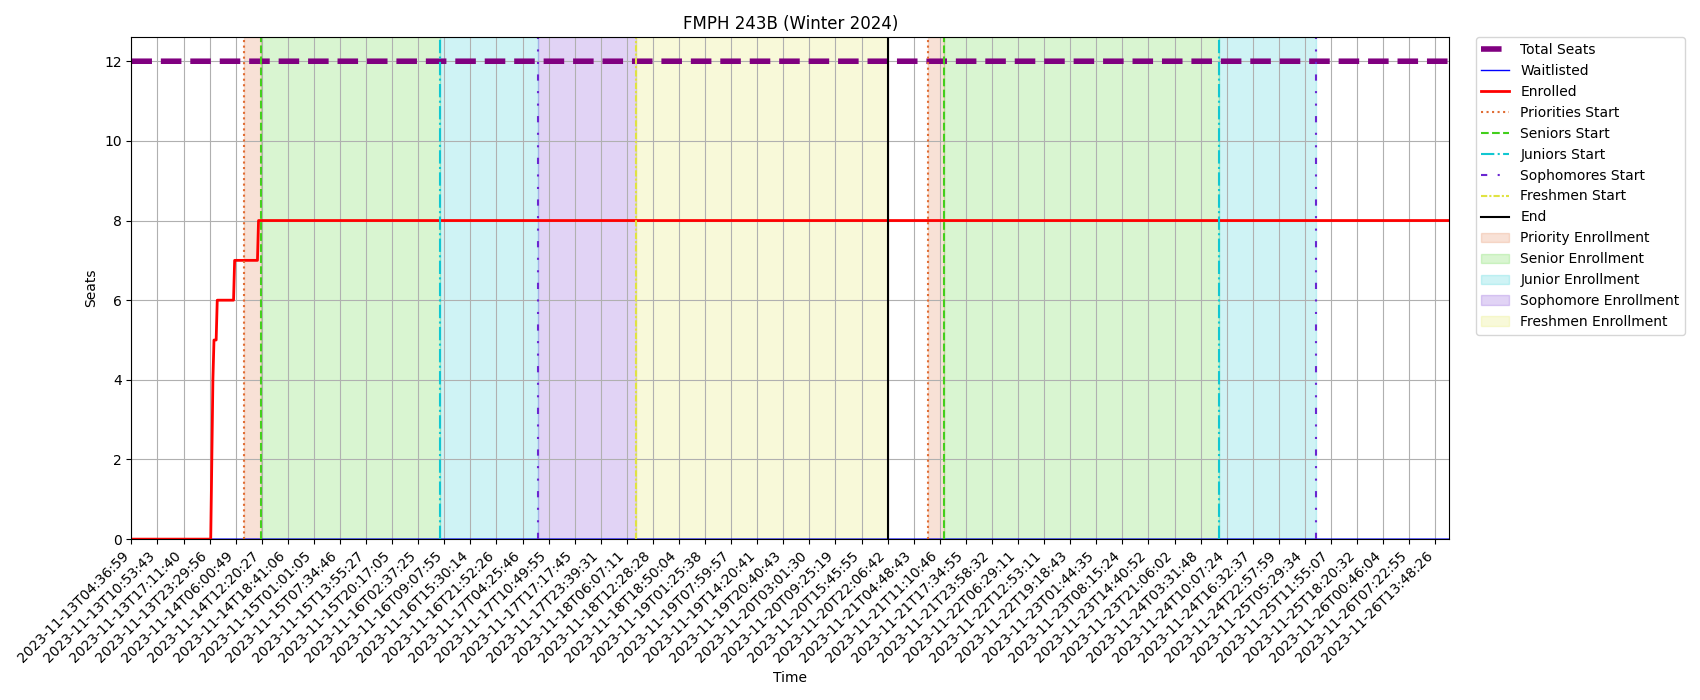 FMPH 243B (Winter 2024)
Seats
12
10
8
6
4
2
0
2023-11-13T04:36:59
2023-11-13T10:53:43
2023-11-13T17:11:40
2023-11-13T23:29:56
2023-11-14T06:00:49
2023-11-14T12:20:27
2023-11-14T18:41:06
2023-11-15T01:01:05
2023-11-15T07:34:46
2023-11-15T13:55:27
2023-11-15T20:17:05
2023-11-16T02:37:25
2023-11-16T09:07:55
2023-11-16T15:30:14
2023-11-16T21:52:26
2023-11-17T04:25:46
2023-11-17T10:49:55
2023-11-17T17:17:45
2023-11-17T23:39:31
2023-11-18T06:07:11
2023-11-18T12:28:28
2023-11-18T18:50:04
2023-11-19T01:25:38
2023-11-19T07:59:57
2023-11-19T14:20:41
2023-11-19T20:40:43
2023-11-20T03:01:30
2023-11-20T09:25:19
2023-11-20T15:45:55
2023-11-20T22:06:42
2023-11-21T04:48:43
2023-11-21T11:10:46
2023-11-21T17:34:55
2023-11-21T23:58:32
2023-11-22T06:29:11
2023-11-22T12:53:11
2023-11-22T19:18:43
2023-11-23T01:44:35
2023-11-23T08:15:24
2023-11-23T14:40:52
2023-11-23T21:06:02
2023-11-24T03:31:48
2023-11-24T10:07:24
2023-11-24T16:32:37
2023-11-24T22:57:59
2023-11-25T05:29:34
2023-11-25T11:55:07
2023-11-25T18:20:32
2023-11-26T00:46:04
2023-11-26T07:22:55
2023-11-26T13:48:26
Time
Total Seats
Waitlisted
Enrolled
Priorities Start
Seniors Start
Juniors Start
Sophomores Start
Freshmen Start
End
Priority Enrollment
Senior Enrollment
Junior Enrollment
Sophomore Enrollment
Freshmen Enrollment